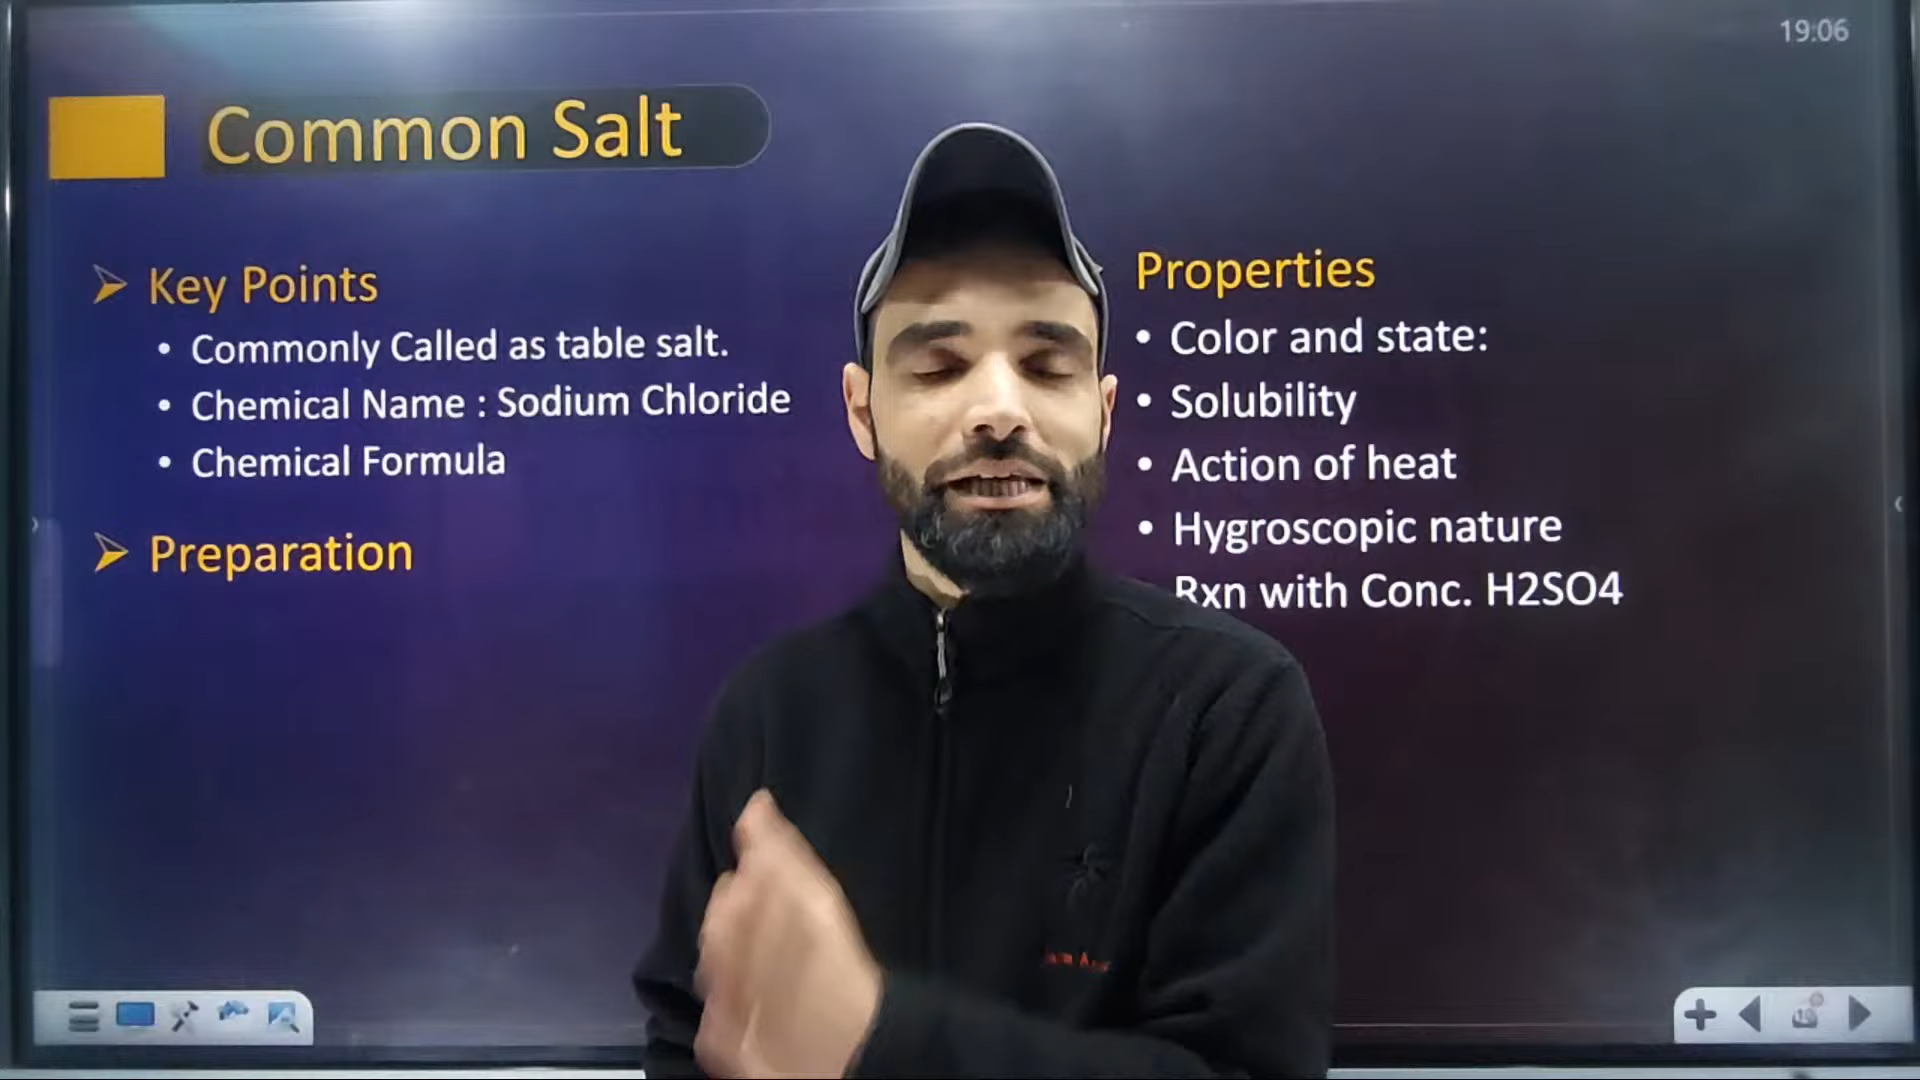 19:06
Common Salt
Key Points
• Commonly Called as table salt.
• Chemical Name : Sodium Chloride
• Chemical Formula
Preparation
Properties
• Color and state:
• Solubility
• Action of heat
• Hygroscopic nature
Rxn with Conc. H2SO4